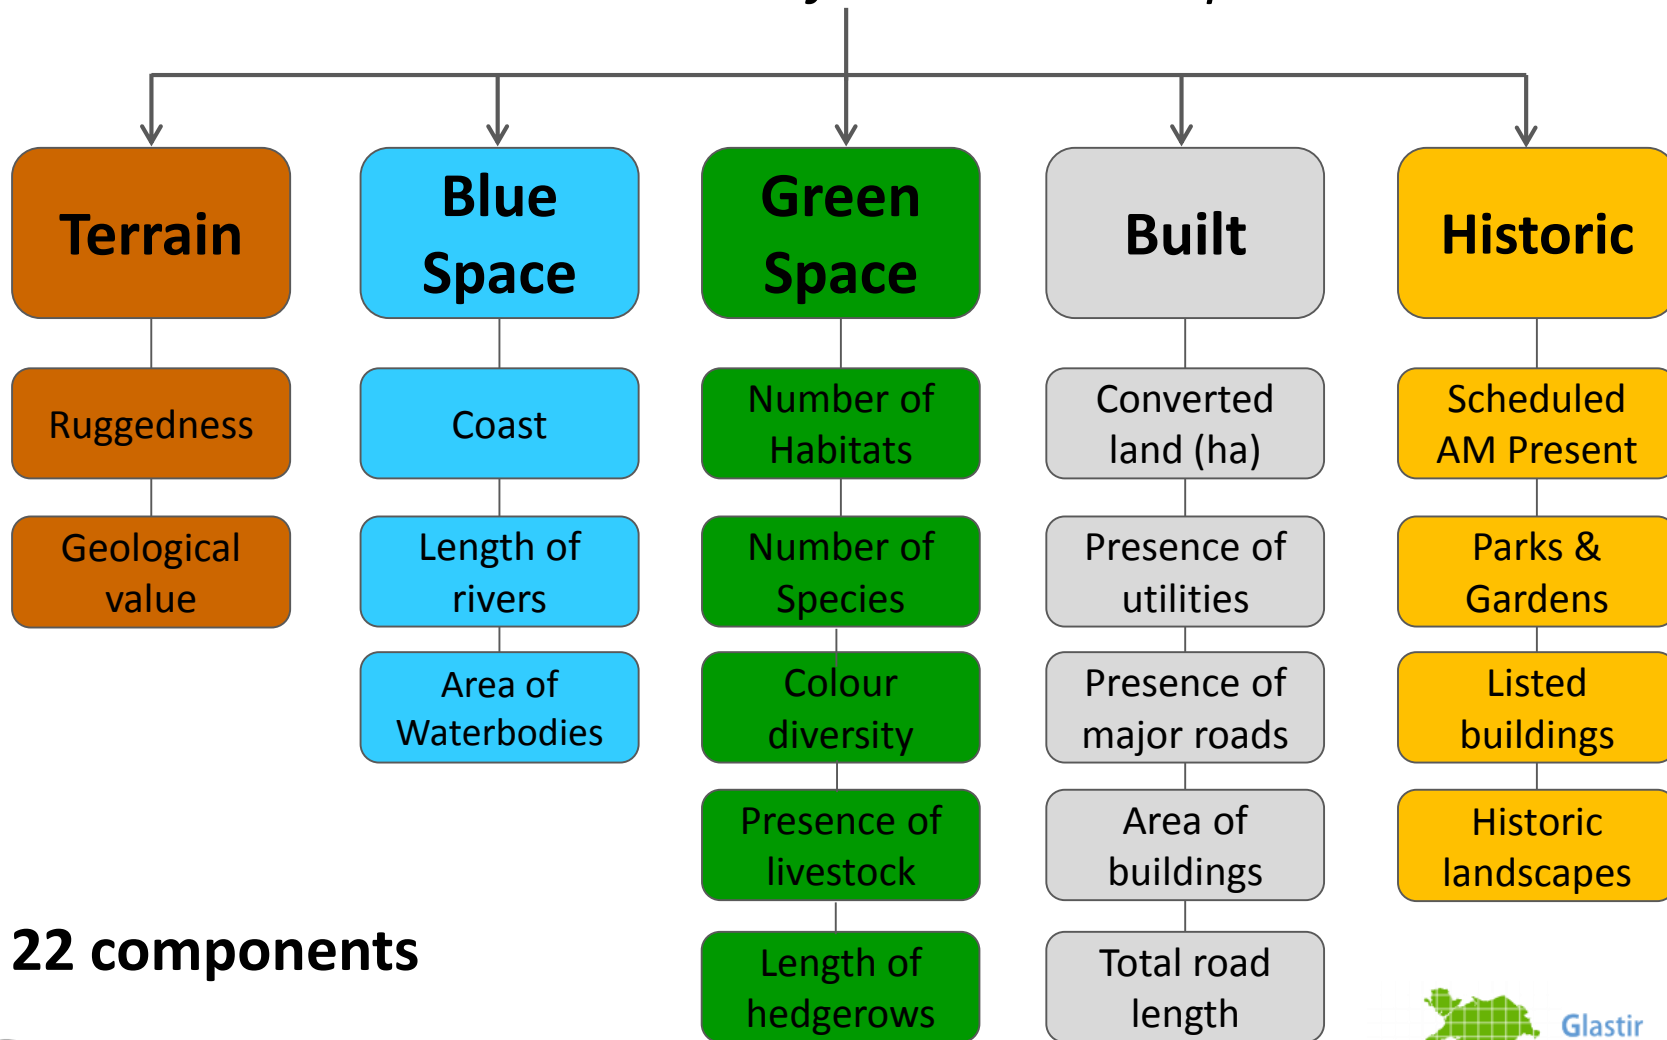 Terrain
Blue
Space
Green
Space
Built
Historic
Ruggedness
Geological
value
Coast
Length of
rivers
Area of
Waterbodies
Number of
Habitats
Number of
Species
Colour
diversity
Presence of
livestock
Length of
hedgerows
Converted
land (ha)
Presence of
utilities
Presence of
major roads
Area of
buildings
Total road
length
Scheduled
AM Present
Parks &
Gardens
Listed
buildings
Historic
landscapes
22 components
Glastir